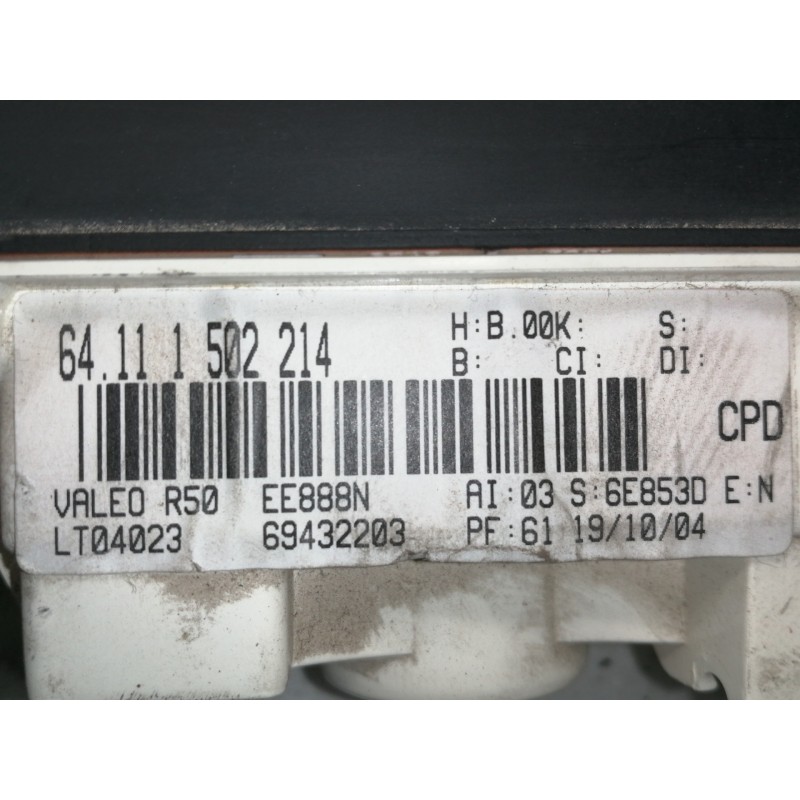 64.11 1 502 214 H:B.00K: S:
B: CI: DI:
CPD
VALEO R50 EE888N AI:03 S:6E853D E:N
LT04023 69432203 PF:61 19/10/04